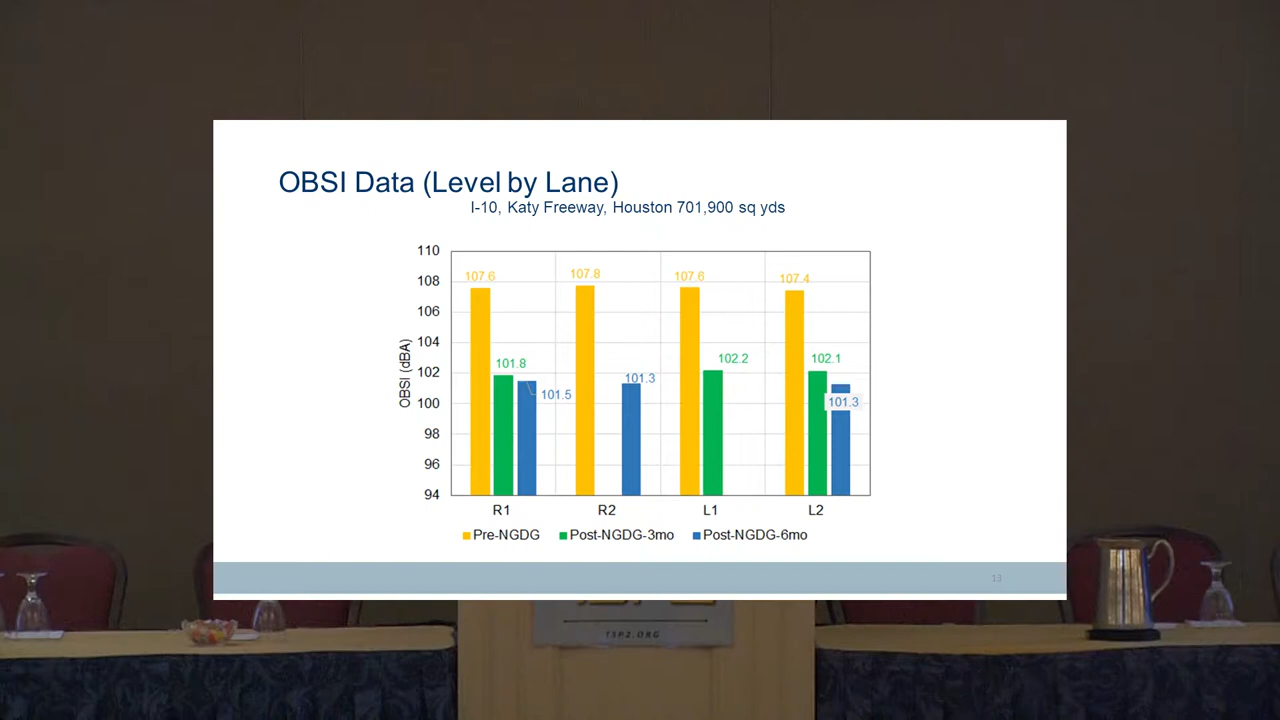 OBSI Data (Level by Lane)
I-10, Katy Freeway, Houston 701,900 sq yds
110
108
106
104
102
100
98
96
94
OBSI (dBA)
107.6
101.8
101.5
107.8
101.3
107.6
102.2
107.4
102.1
101.3
R1
R2
L1
L2
Pre-NGDG
Post-NGDG-3mo
Post-NGDG-6mo
13
TSP2.ORG